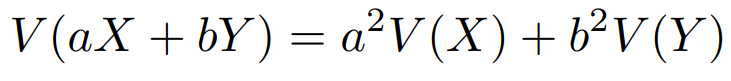 V(aX + bY) = a²V(X) + b²V(Y)